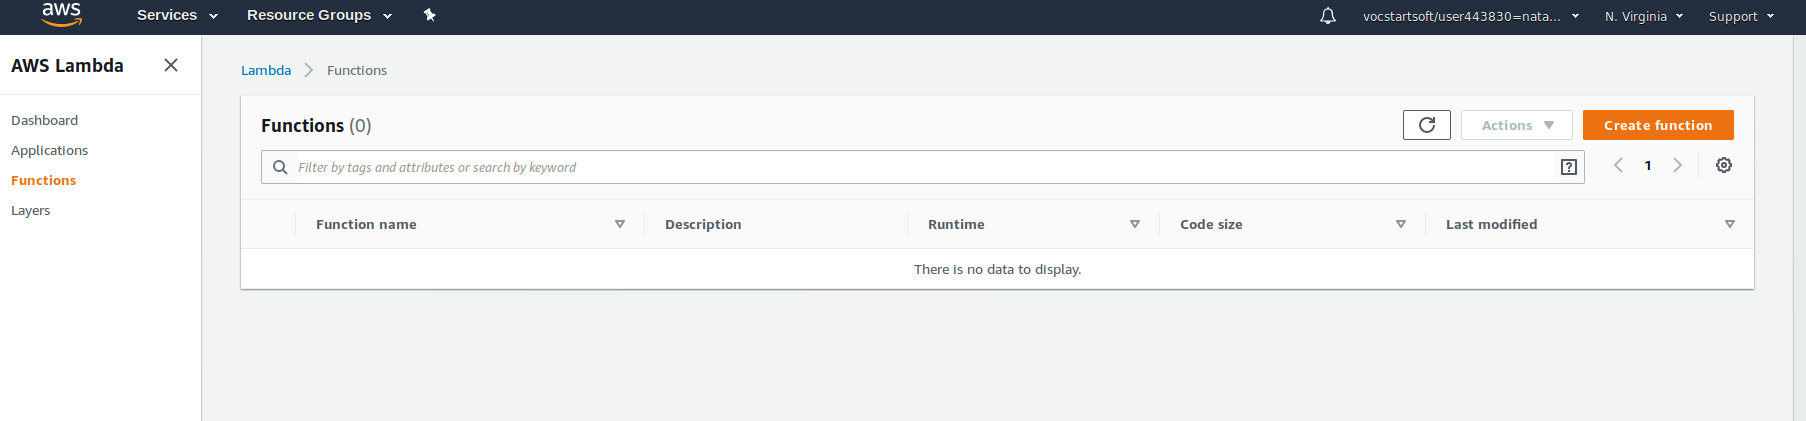 aws Services Resource Groups vocstartsoft/user443830=nata... N. Virginia Support
AWS Lambda
Dashboard
Applications
Functions
Layers
Lambda Functions
Functions (0) Actions Create function
Filter by tags and attributes or search by keyword ? 1
Function name Description Runtime Code size Last modified
There is no data to display.